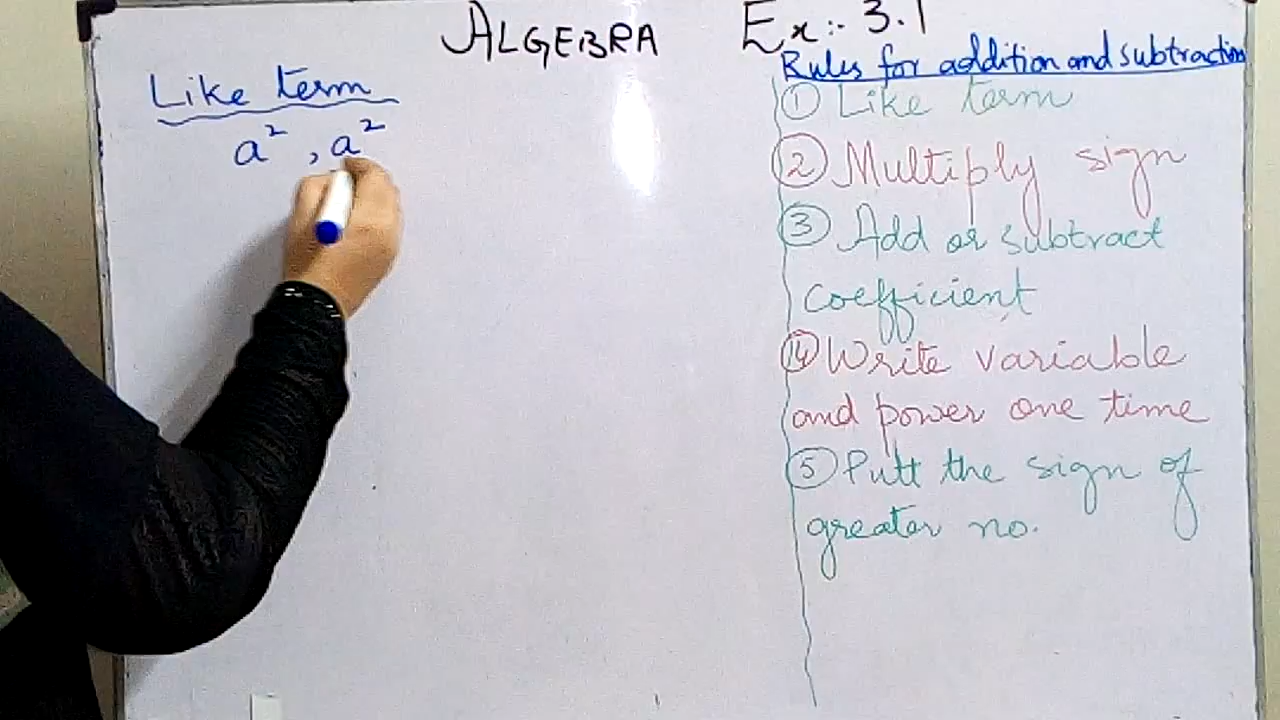 ALGEBRA Ex:- 3.1
Like term
a², a²
Rules for addition and subtraction
① Like term
② Multiply sign
③ Add or subtract
coefficient
④ Write variable
and power one time
⑤ Putt the sign of
greater no.